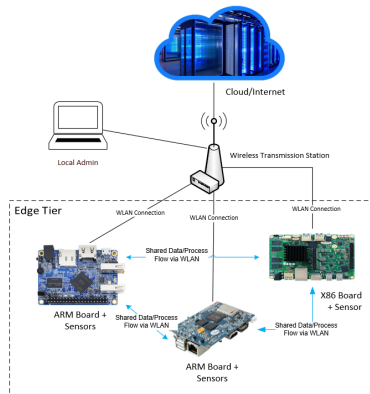 Cloud/Internet
Local Admin
Wireless Transmission Station
WLAN Connection
WLAN Connection
WLAN Connection
Edge Tier
Shared Data/Process
Flow via WLAN
ARM Board +
Sensors
X86 Board
+ Sensor
Shared Data/Process
Flow via WLAN
Shared Data/Process
Flow via WLAN
ARM Board +
Sensors